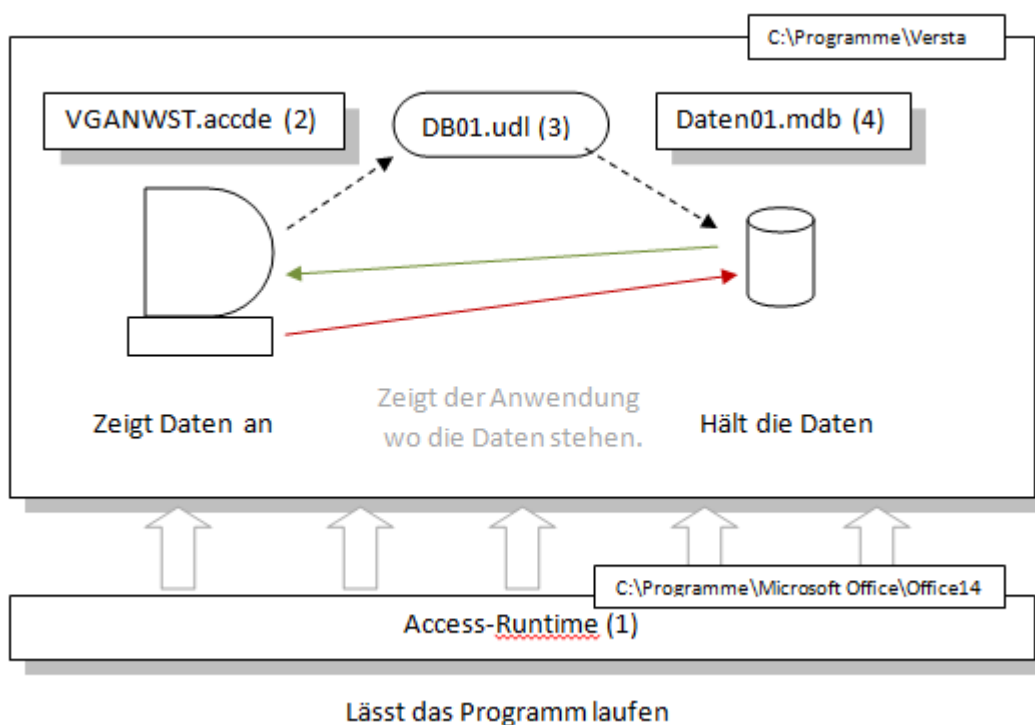 C:\Programme\Versta
VGANWST.accde (2)
DB01.udl (3)
Daten01.mdb (4)
Zeigt Daten an
Zeigt der Anwendung
wo die Daten stehen.
Hält die Daten
C:\Programme\Microsoft Office\Office14
Access-Runtime (1)
Lässt das Programm laufen